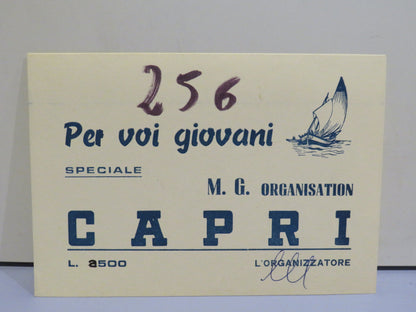 256
Per voi giovani
SPECIALE
M. G. ORGANISATION
CAPRI
L. 2500
L'ORGANIZZATORE